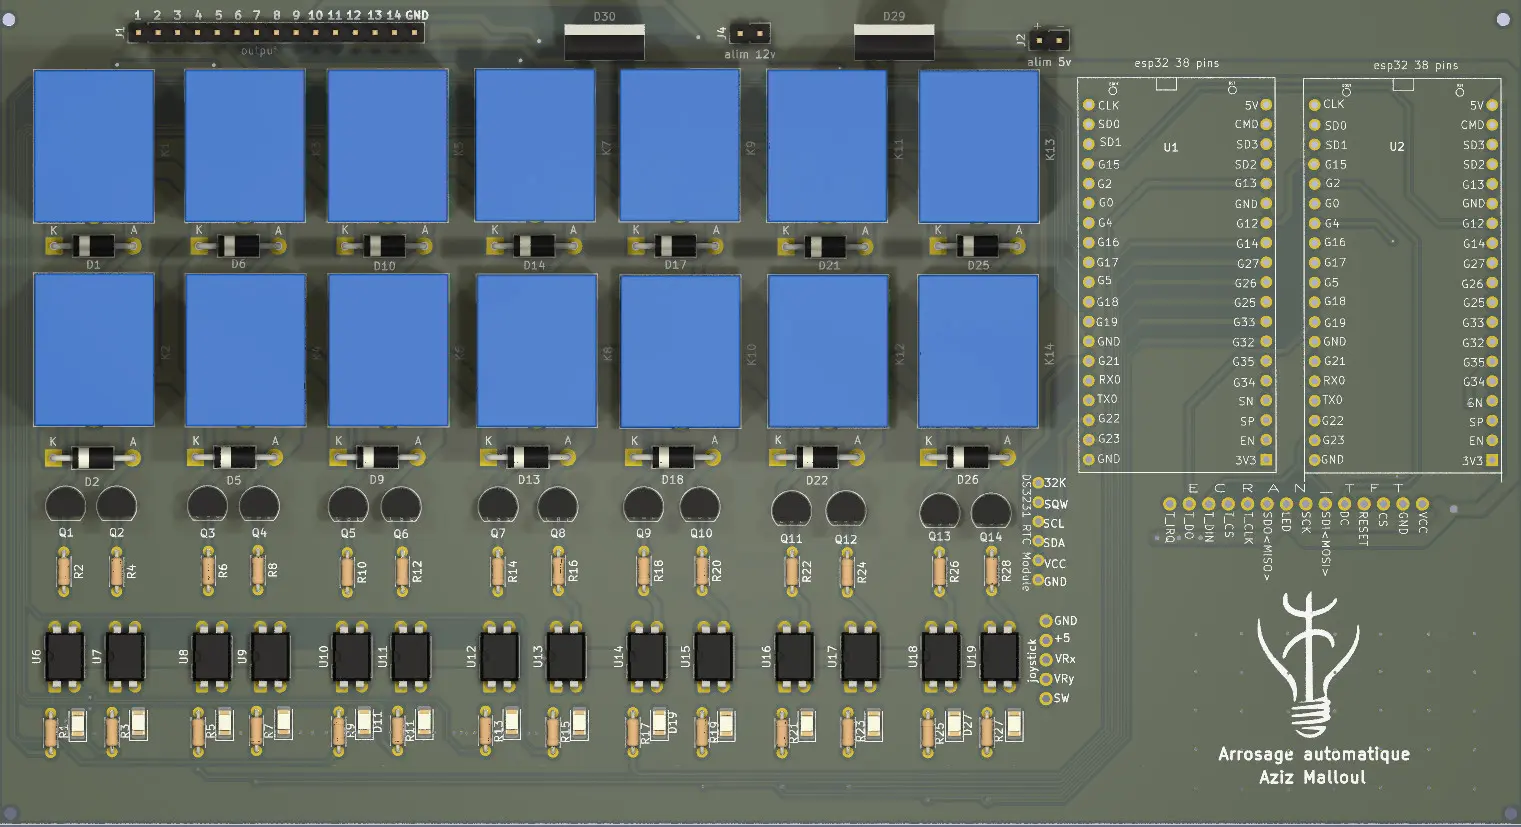 1 2 3 4 5 6 7 8 9 10 11 12 13 14 GND
J1
output
D30
J4
alim 12v
D29
+ -
J2
alim 5v
K1 K3 K5 K7 K9 K11 K13
K A K A K A K A K A K A K A
D1 D6 D10 D14 D17 D21 D25
K2 K4 K6 K8 K10 K12 K14
K A K A K A K A K A K A K A
D2 D5 D9 D13 D18 D22 D26
Q1 Q2 Q3 Q4 Q5 Q6 Q7 Q8 Q9 Q10 Q11 Q12 Q13 Q14
R2 R4 R6 R8 R10 R12 R14 R16 R18 R20 R22 R24 R26 R28
U6 U7 U8 U9 U10 U11 U12 U13 U14 U15 U16 U17 U18 U19
R1 R3 R5 R7 R9 D11 R11 R13 R15 R17 D19 R19 R21 R23 R25 D27 R27
DS3231 RTC Module
32K
SQW
SCL
SDA
VCC
GND
joystick
GND
+5
VRx
VRy
SW
esp32 38 pins
U1
CLK 5V
SD0 CMD
SD1 SD3
G15 SD2
G2 G13
G0 GND
G4 G12
G16 G14
G17 G27
G5 G26
G18 G25
G19 G33
GND G32
G21 G35
RX0 G34
TX0 SN
G22 SP
G23 EN
GND 3V3
esp32 38 pins
U2
CLK 5V
SD0 CMD
SD1 SD3
G15 SD2
G2 G13
G0 GND
G4 G12
G16 G14
G17 G27
G5 G26
G18 G25
G19 G33
GND G32
G21 G35
RX0 G34
TX0 SN
G22 SP
G23 EN
GND 3V3
ECRAN_TFT
T_IRQ
T_DO
T_DIN
T_CS
T_CLK
SDO<MISO>
LED
SCK
SDI<MOSI>
DC
RESET
CS
GND
VCC
Arrosage automatique
Aziz Malloul